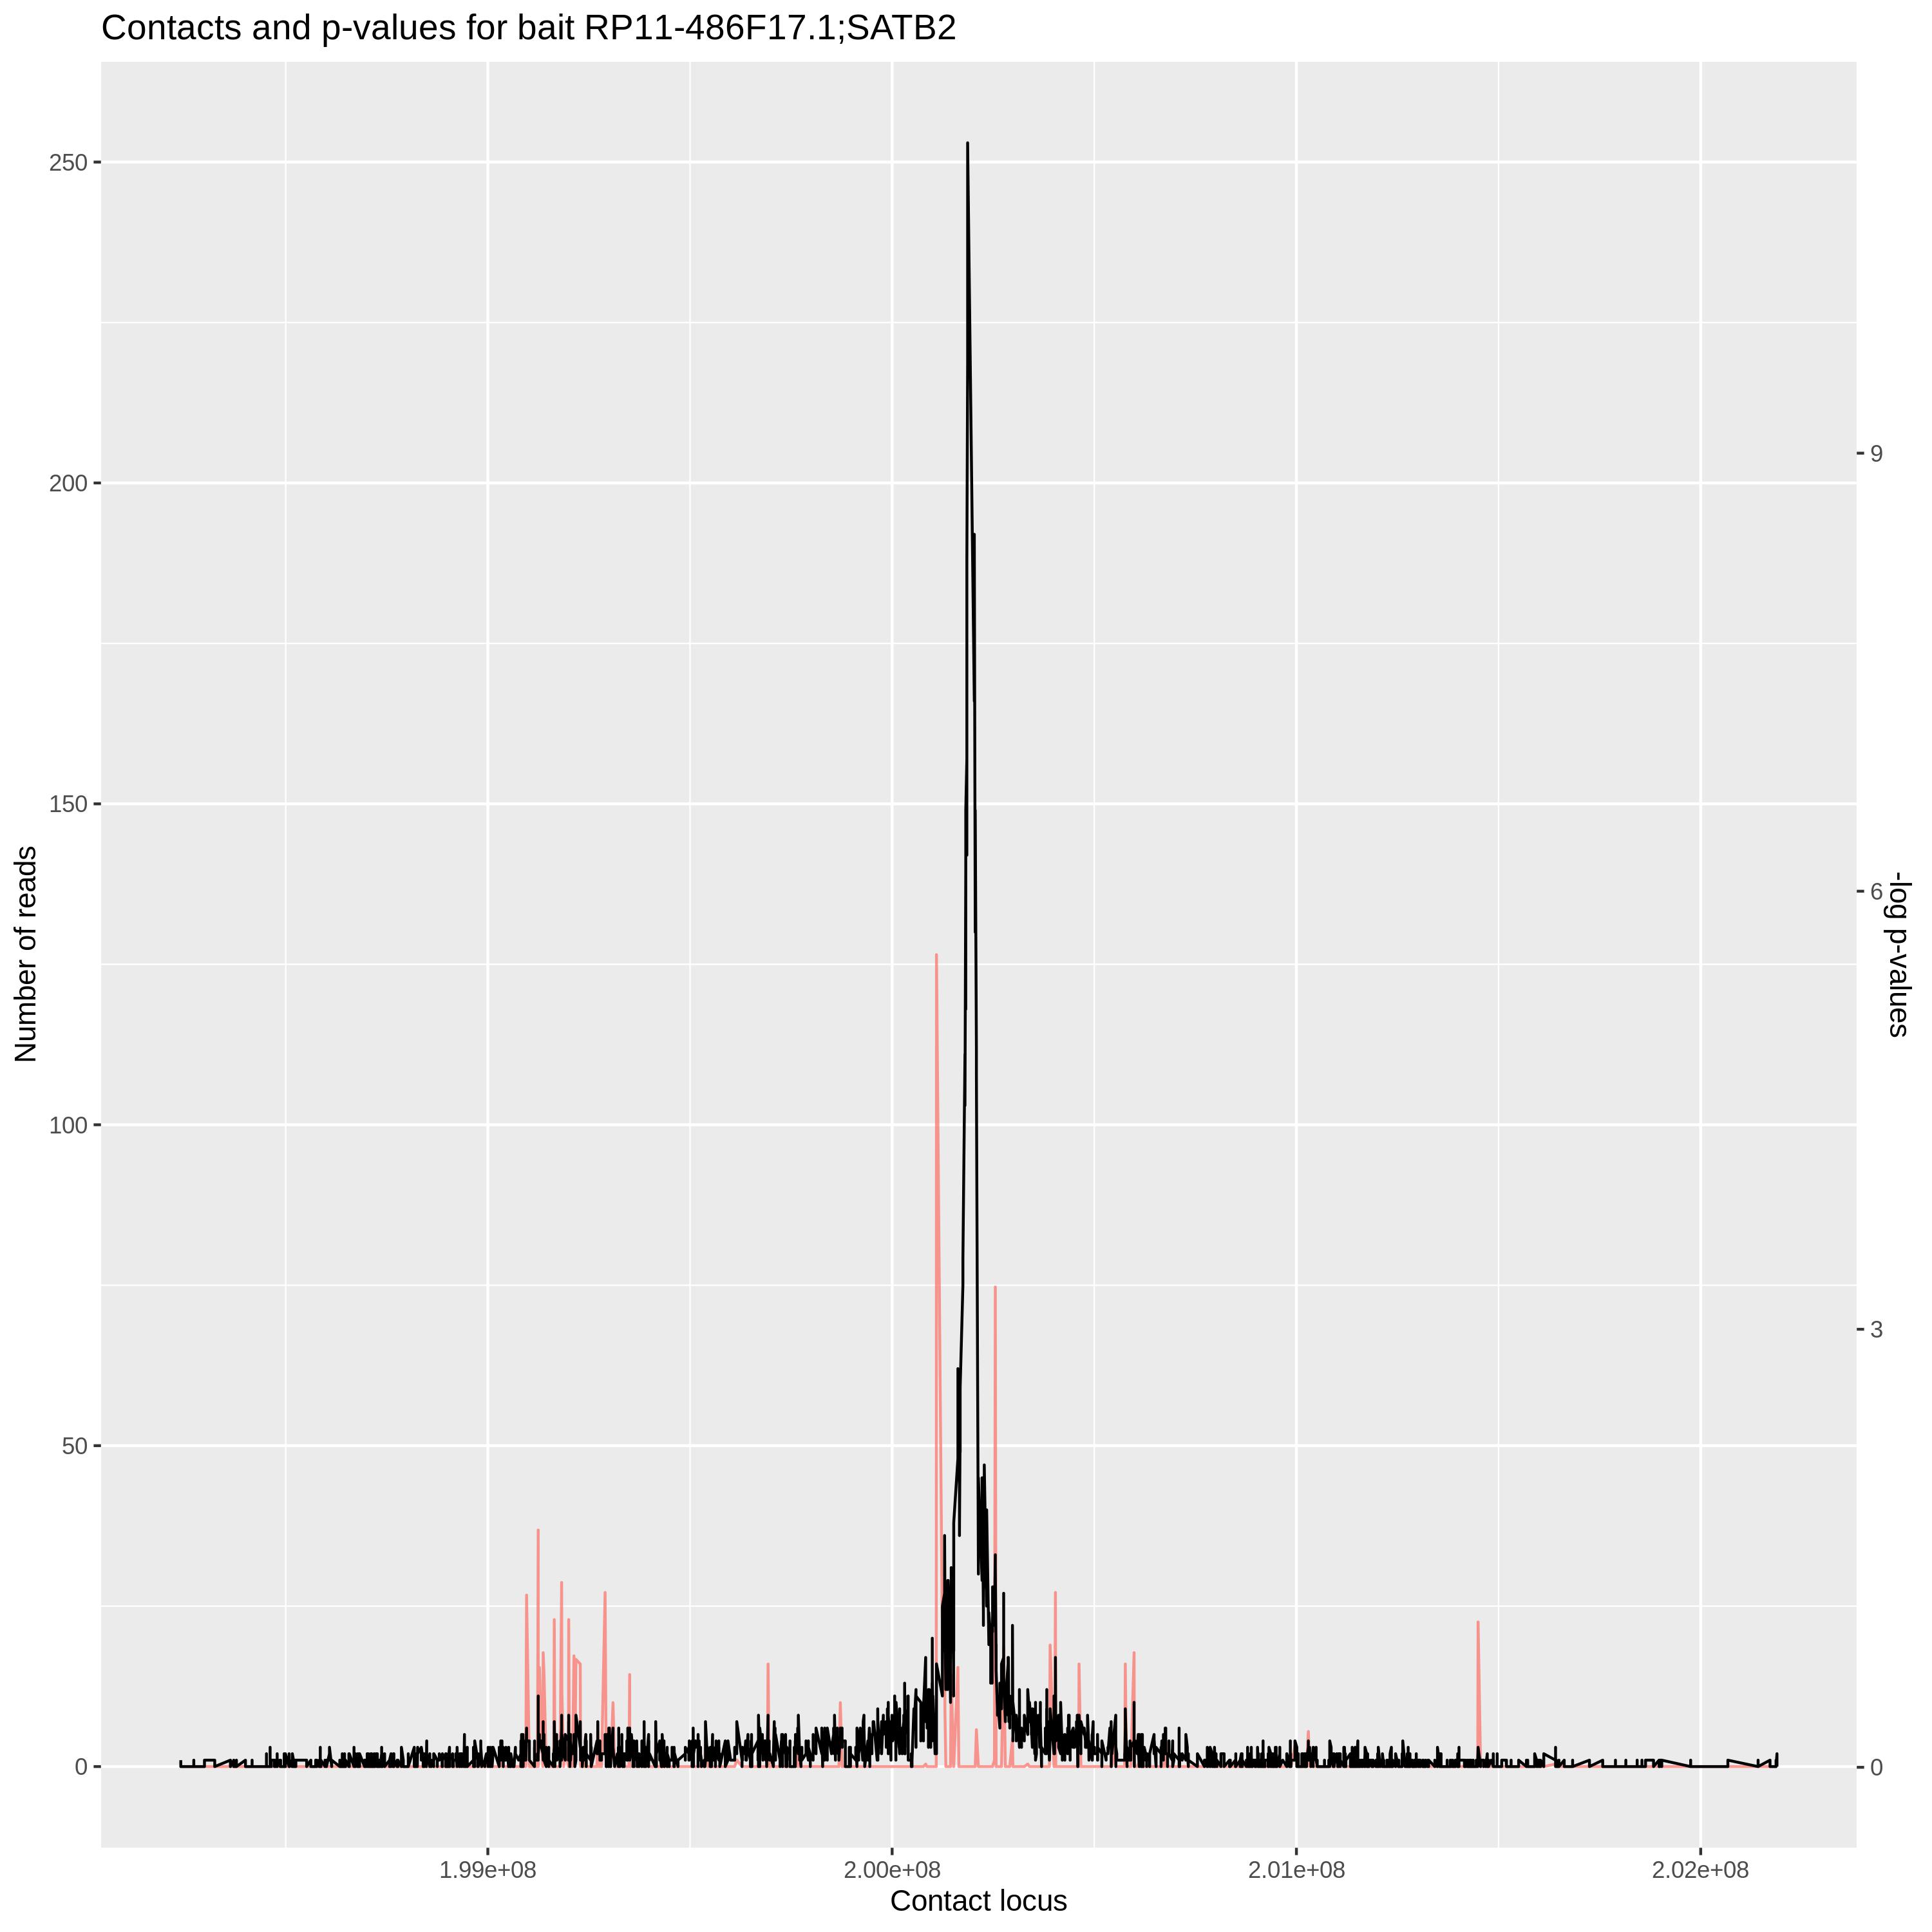 Contacts and p-values for bait RP11-486F17.1;SATB2
250
200
150
100
50
0
Number of reads
9
6
3
0
-log p-values
1.99e+08 2.00e+08 2.01e+08 2.02e+08
Contact locus